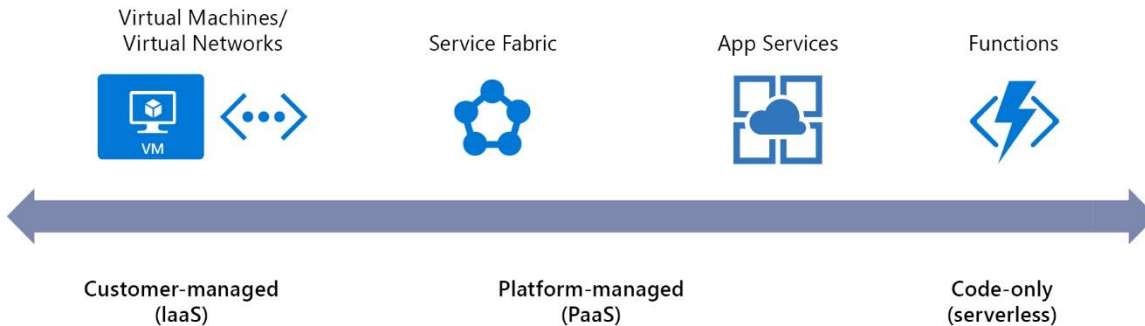 Virtual Machines/
Virtual Networks
Service Fabric
App Services
Functions
VM
Customer-managed
(IaaS)
Platform-managed
(PaaS)
Code-only
(serverless)